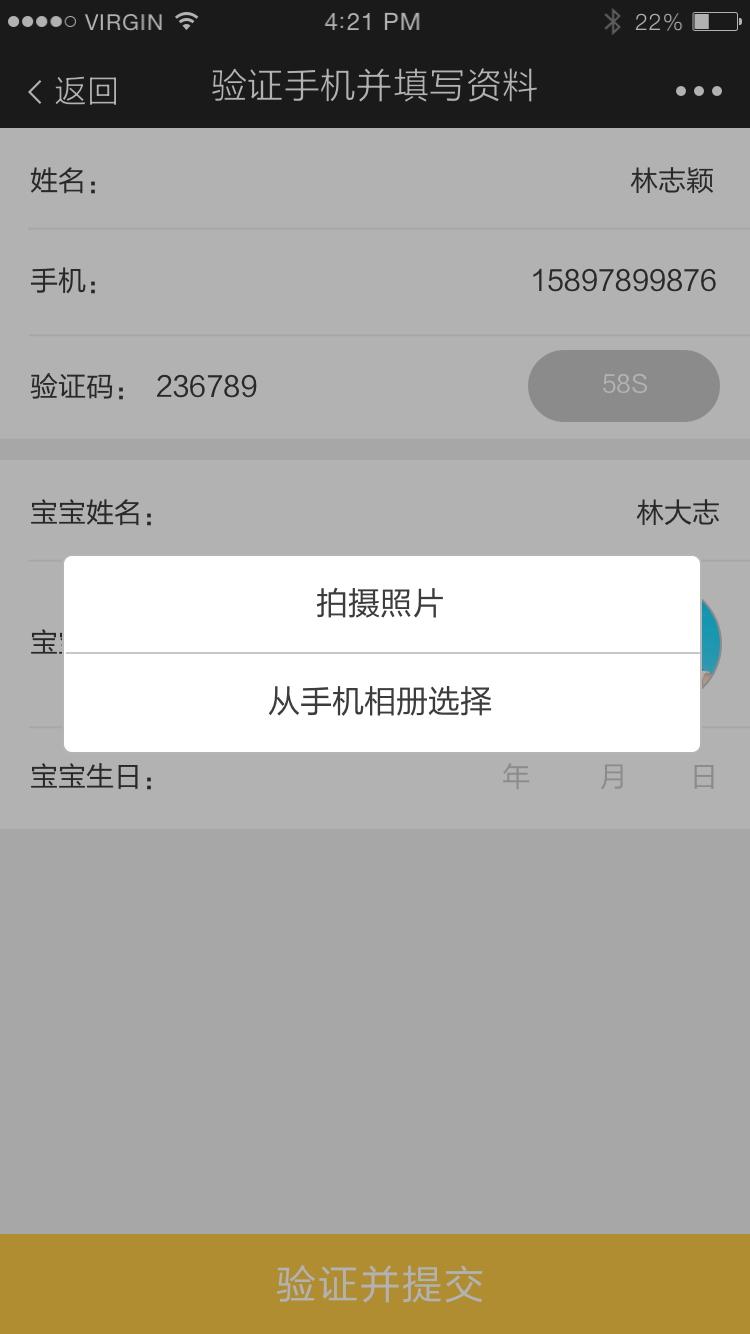 VIRGIN 4:21 PM 22%
返回 验证手机并填写资料
姓名： 林志颖
手机： 15897899876
验证码： 236789 58S
宝宝姓名： 林大志
拍摄照片
宝
从手机相册选择
宝宝生日： 年 月 日
验证并提交